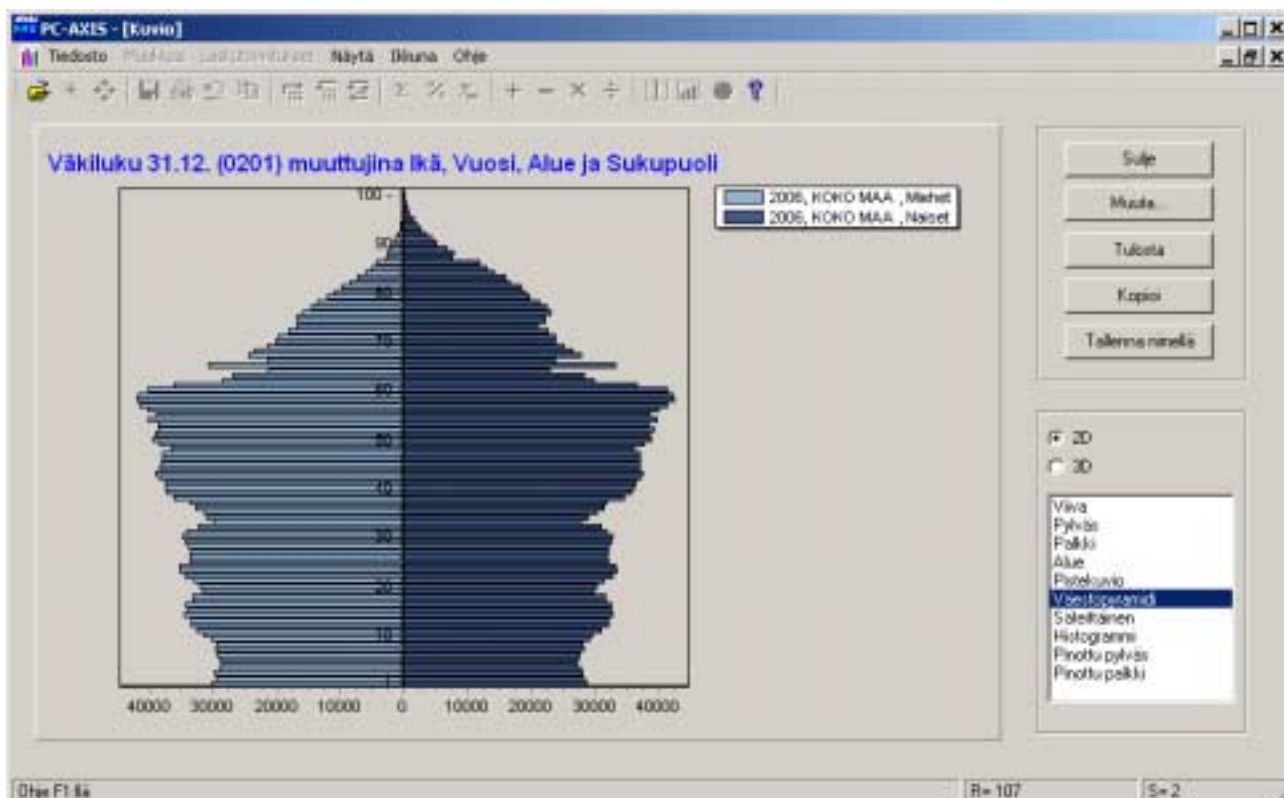 PC-AXIS - [Kuvio]
Tiedosto Muokkaa Laskutoimitukset Näytä Ikkuna Ohje
Väkiluku 31.12. (0201) muuttujina Ikä, Vuosi, Alue ja Sukupuoli
2006, KOKO MAA , Miehet
2006, KOKO MAA , Naiset
100
90
80
70
60
50
40
30
20
10
40000 30000 20000 10000 0 10000 20000 30000 40000
Sulje
Muuta...
Tulosta
Kopioi
Tallenna nimellä
2D
3D
Viiva
Pylväs
Palkki
Alue
Pistekuvio
Väestöpyramidi
Säteittäinen
Histogrammi
Pinottu pylväs
Pinottu palkki
Ohje F1:llä
R= 107
S= 2